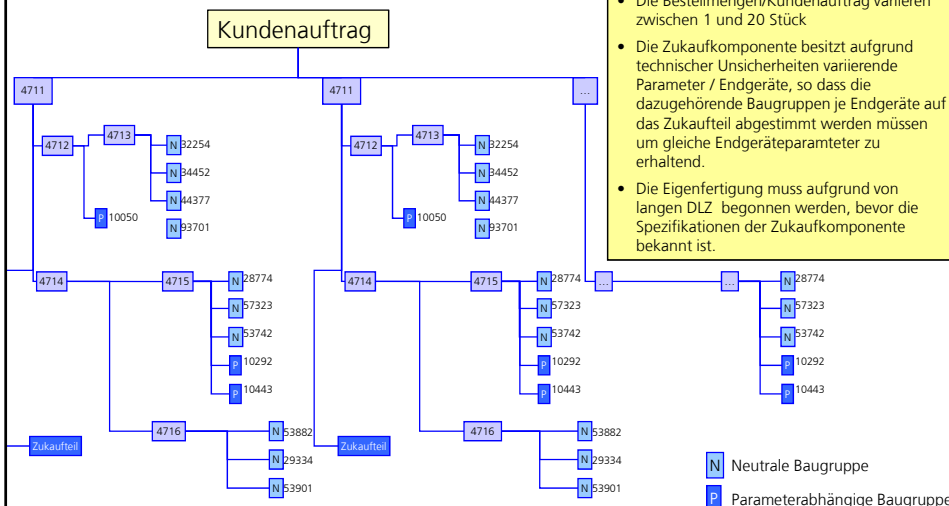 • Die Bestellmengen/Kundenauftrag variieren
zwischen 1 und 20 Stück
• Die Zukaufkomponente besitzt aufgrund
technischer Unsicherheiten variierende
Parameter / Endgeräte, so dass die
dazugehörende Baugruppen je Endgeräte auf
das Zukaufteil abgestimmt werden müssen
um gleiche Endgeräteparamteter zu
erhaltend.
• Die Eigenfertigung muss aufgrund von
langen DLZ begonnen werden, bevor die
Spezifikationen der Zukaufkomponente
bekannt ist.
Kundenauftrag
4711
4712
4713
N 32254
N 34452
N 44377
N 93701
P 10050
4714
4715
N 28774
N 57323
N 53742
P 10292
P 10443
4716
N 53882
N 29334
N 53901
Zukaufteil
4711
4712
4713
N 32254
N 34452
N 44377
N 93701
P 10050
4714
4715
N 28774
N 57323
N 53742
P 10292
P 10443
4716
N 53882
N 29334
N 53901
Zukaufteil
...
...
...
N 28774
N 57323
N 53742
P 10292
P 10443
N Neutrale Baugruppe
P Parameterabhängige Baugruppe